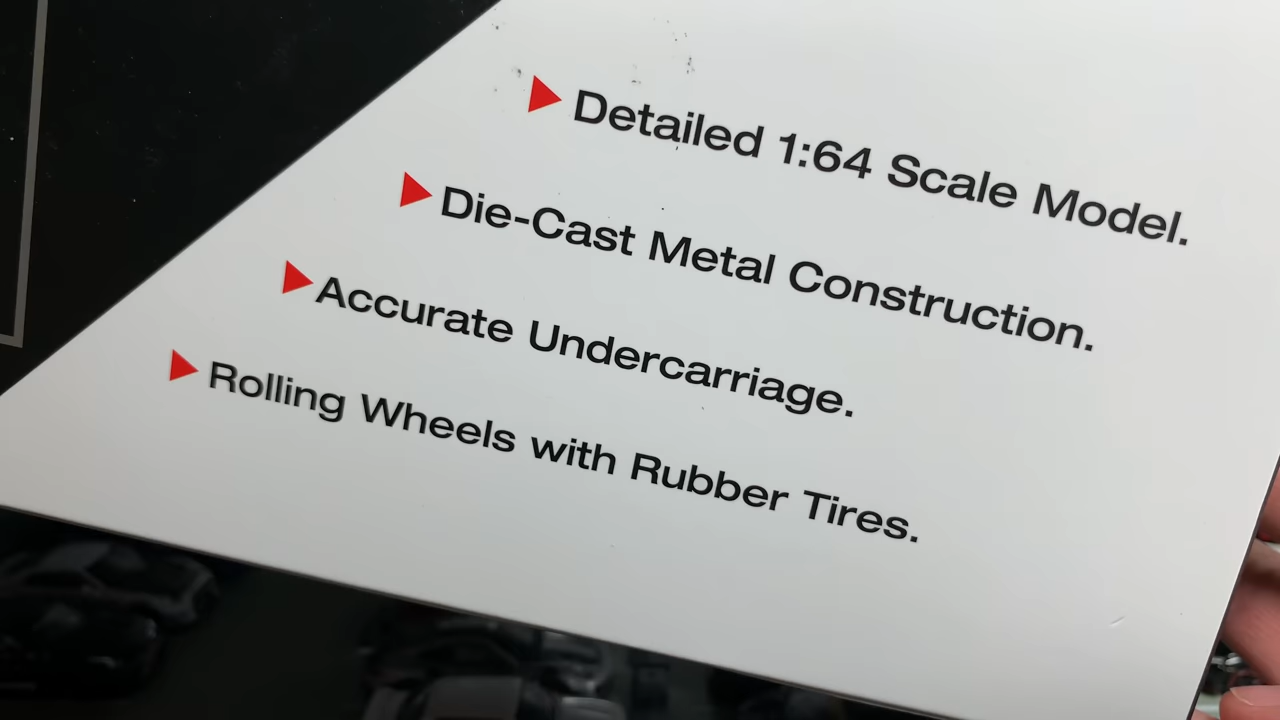 Detailed 1:64 Scale Model.
Die-Cast Metal Construction.
Accurate Undercarriage.
Rolling Wheels with Rubber Tires.